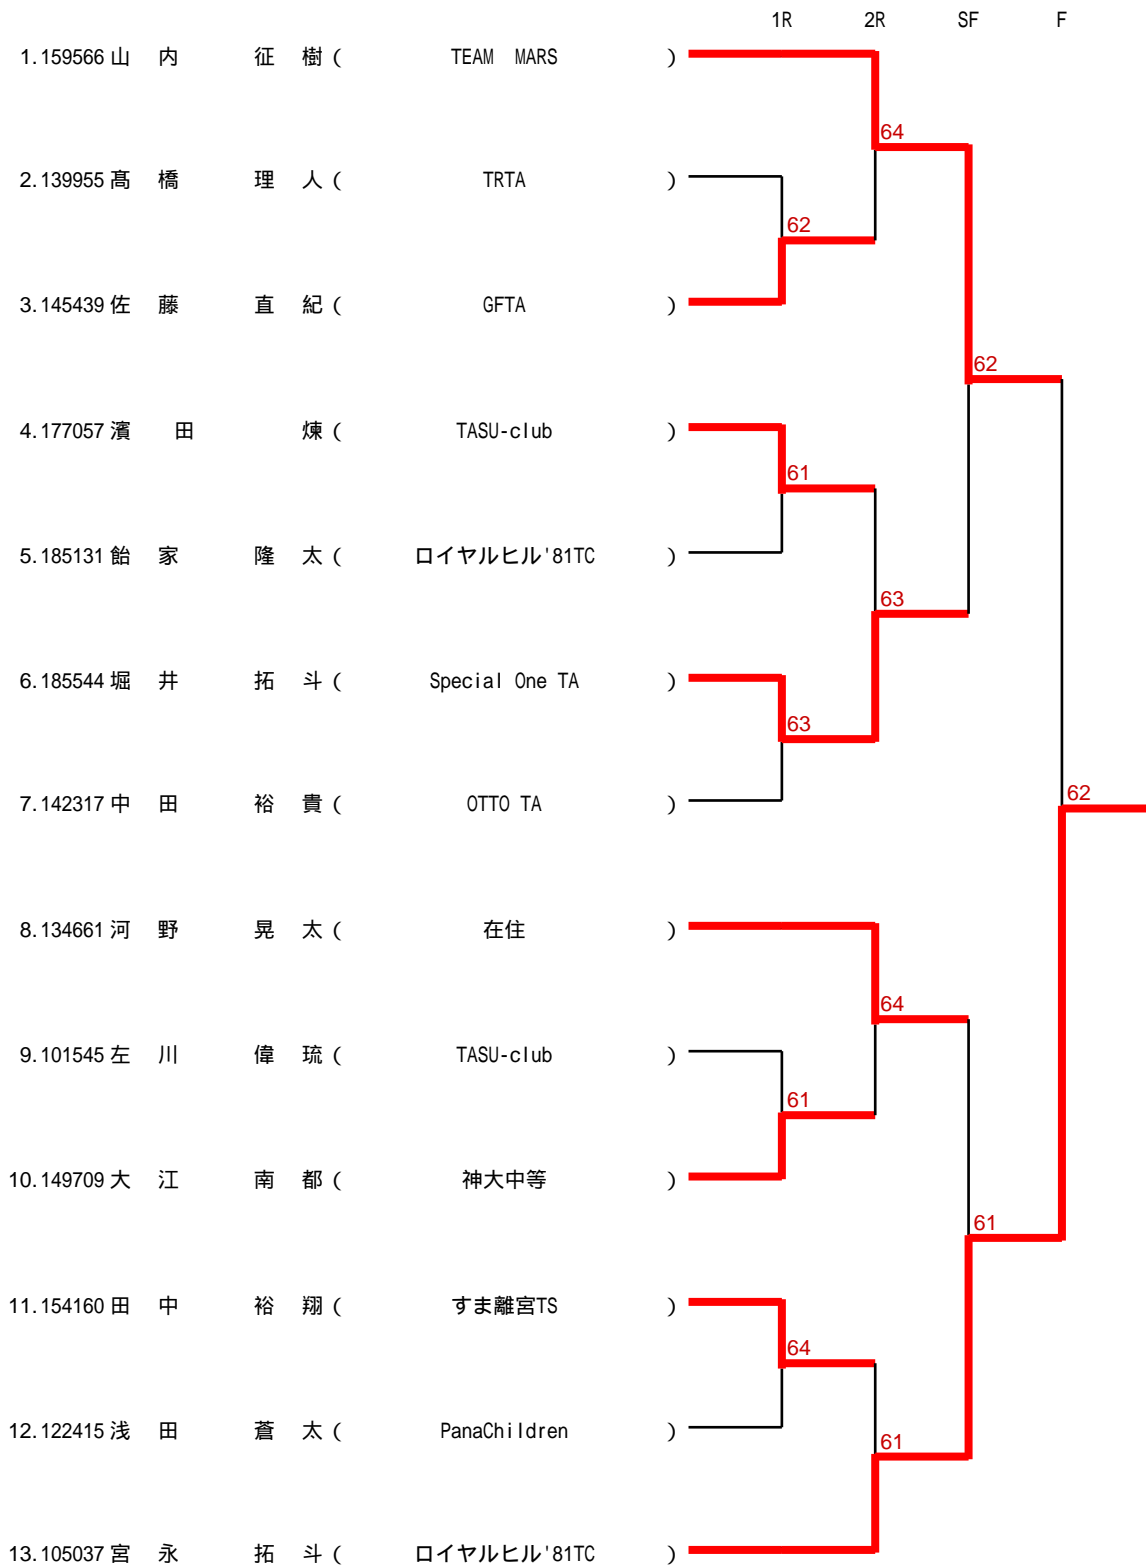 1R 2R SF F
1.159566 山 内 征 樹 ( TEAM MARS )
64
2.139955 髙 橋 理 人 ( TRTA )
62
3.145439 佐 藤 直 紀 ( GFTA )
62
4.177057 濱 田 煉 ( TASU-club )
61
5.185131 飴 家 隆 太 ( ロイヤルヒル'81TC )
63
6.185544 堀 井 拓 斗 ( Special One TA )
63
7.142317 中 田 裕 貴 ( OTTO TA )
62
8.134661 河 野 晃 太 ( 在住 )
64
9.101545 左 川 偉 琉 ( TASU-club )
61
10.149709 大 江 南 都 ( 神大中等 )
61
11.154160 田 中 裕 翔 ( すま離宮TS )
64
12.122415 浅 田 蒼 太 ( PanaChildren )
61
13.105037 宮 永 拓 斗 ( ロイヤルヒル'81TC )